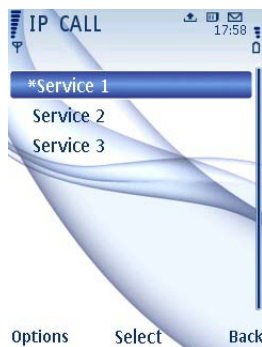 IP CALL
17:58
*Service 1
Service 2
Service 3
Options Select Back